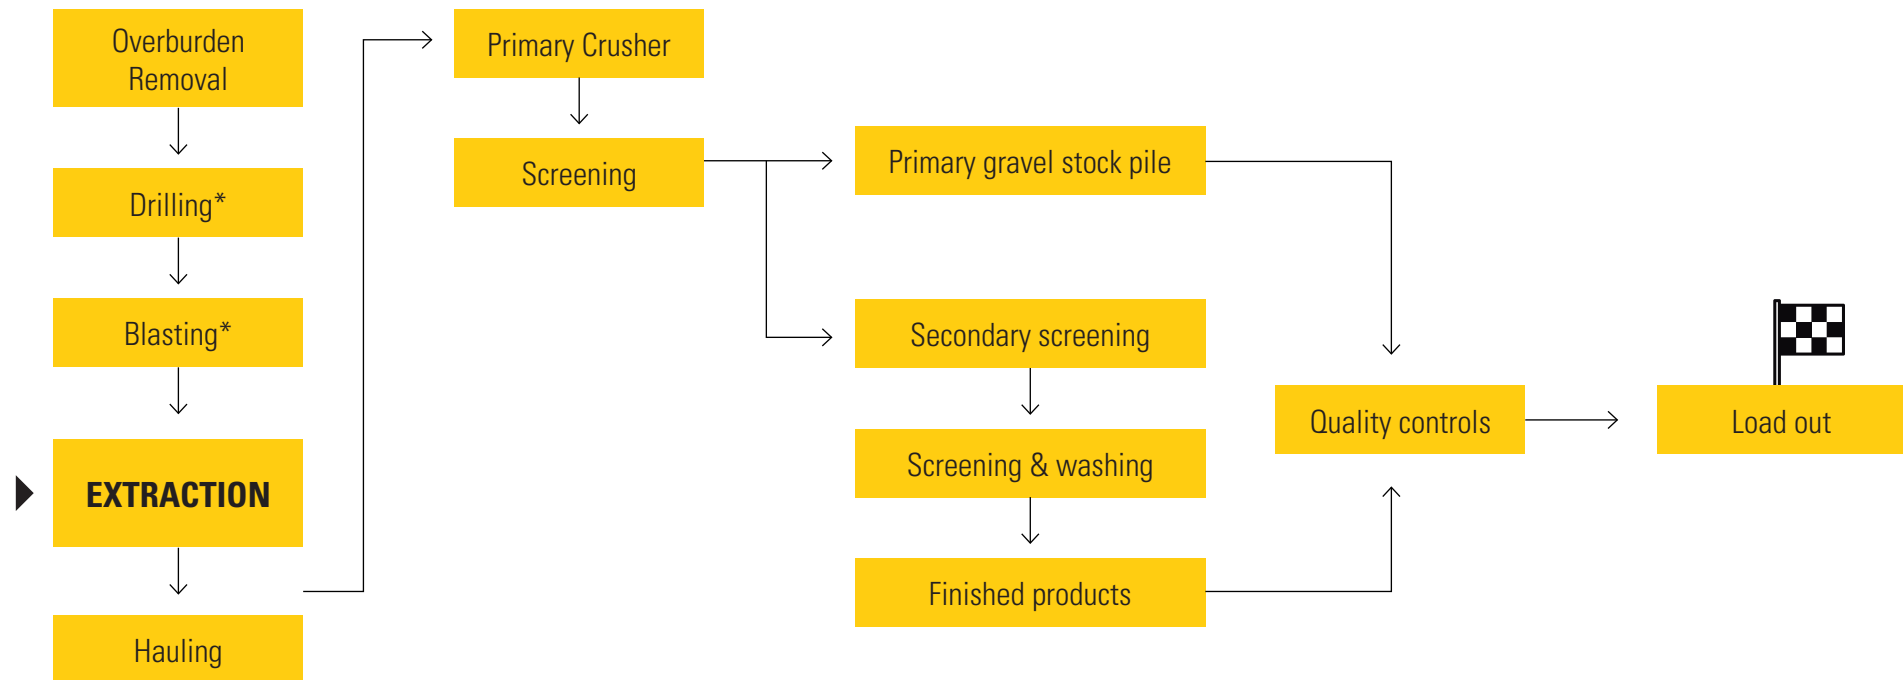 Overburden
Removal
Drilling*
Blasting*
EXTRACTION
Hauling
Primary Crusher
Screening
Primary gravel stock pile
Secondary screening
Screening & washing
Finished products
Quality controls
Load out